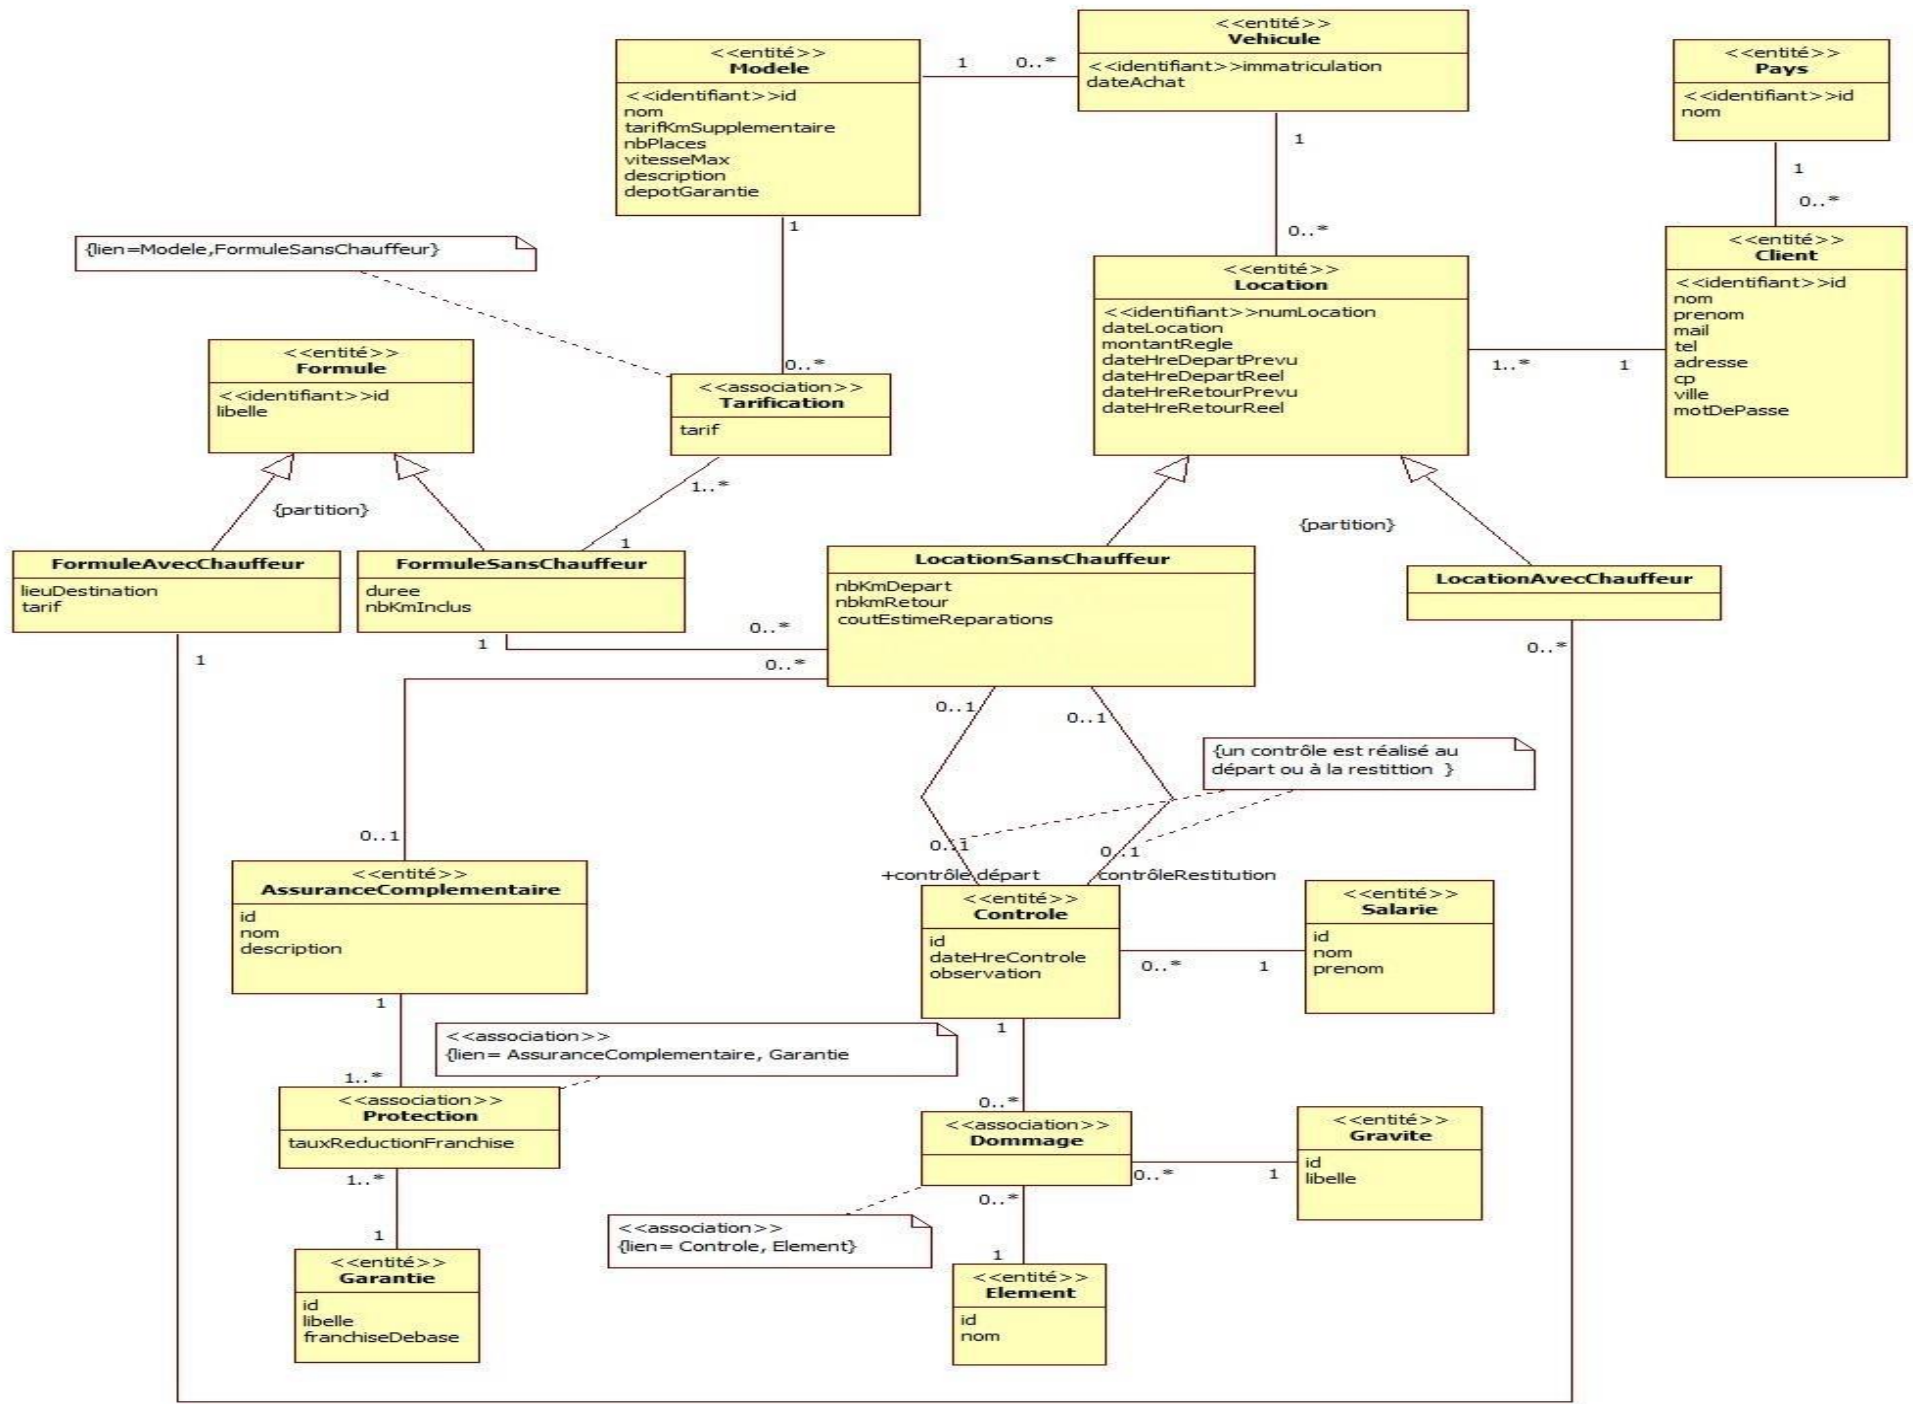 <<entité>>
Modele
<<identifiant>>id
nom
tarifKmSupplementaire
nbPlaces
vitesseMax
description
depotGarantie
1
0..*
<<entité>>
Vehicule
<<identifiant>>immatriculation
dateAchat
<<entité>>
Pays
<<identifiant>>id
nom
1
0..*
1
0..*
<<entité>>
Client
<<identifiant>>id
nom
prenom
mail
tel
adresse
cp
ville
motDePasse
<<entité>>
Location
<<identifiant>>numLocation
dateLocation
montantRegle
dateHreDepartPrevu
dateHreDepartReel
dateHreRetourPrevu
dateHreRetourReel
1..*
1
{lien=Modele,FormuleSansChauffeur}
1
0..*
<<association>>
Tarification
tarif
<<entité>>
Formule
<<identifiant>>id
libelle
{partition}
1..*
1
{partition}
FormuleAvecChauffeur
lieuDestination
tarif
FormuleSansChauffeur
duree
nbKmInclus
LocationSansChauffeur
nbKmDepart
nbkmRetour
coutEstimeReparations
LocationAvecChauffeur
1
1
0..*
0..*
0..*
0..1
0..1
{un contrôle est réalisé au
départ ou à la restittion }
0..1
0..1
0..1
+contrôle départ
contrôleRestitution
<<entité>>
AssuranceComplementaire
id
nom
description
<<entité>>
Controle
id
dateHreControle
observation
0..*
1
<<entité>>
Salarie
id
nom
prenom
1
<<association>>
{lien= AssuranceComplementaire, Garantie
1..*
<<association>>
Protection
tauxReductionFranchise
1..*
1
<<entité>>
Garantie
id
libelle
franchiseDebase
1
0..*
<<association>>
Dommage
0..*
1
<<entité>>
Gravite
id
libelle
<<association>>
{lien= Controle, Element}
0..*
1
<<entité>>
Element
id
nom